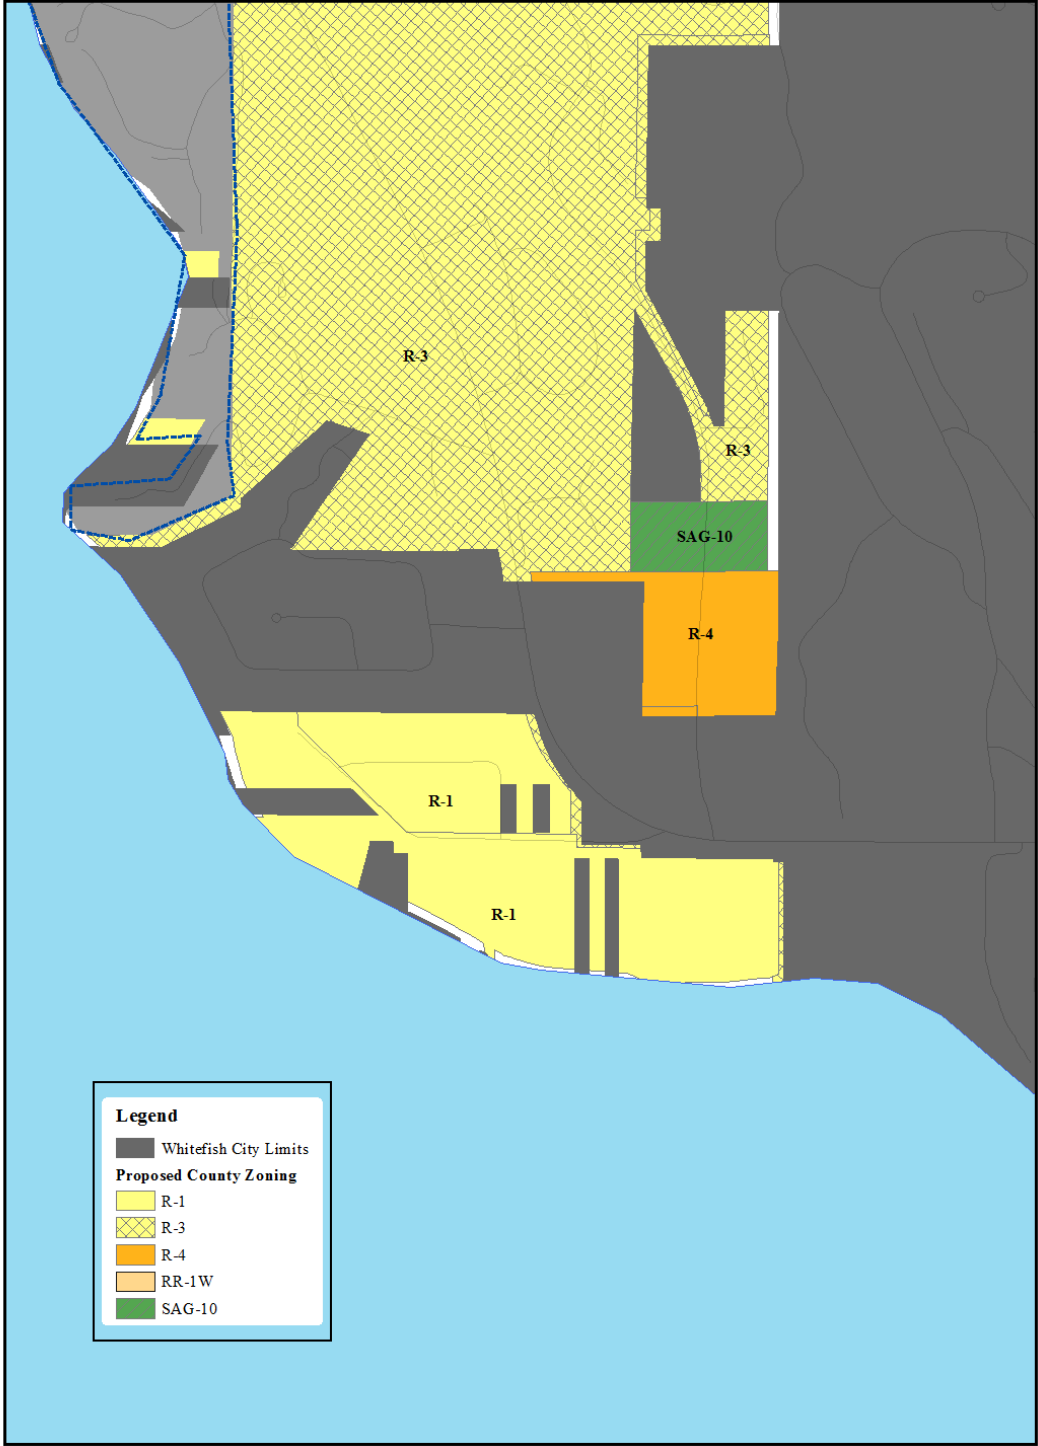 R-3
R-3
SAG-10
R-4
R-1
R-1
Legend
Whitefish City Limits
Proposed County Zoning
R-1
R-3
R-4
RR-1W
SAG-10